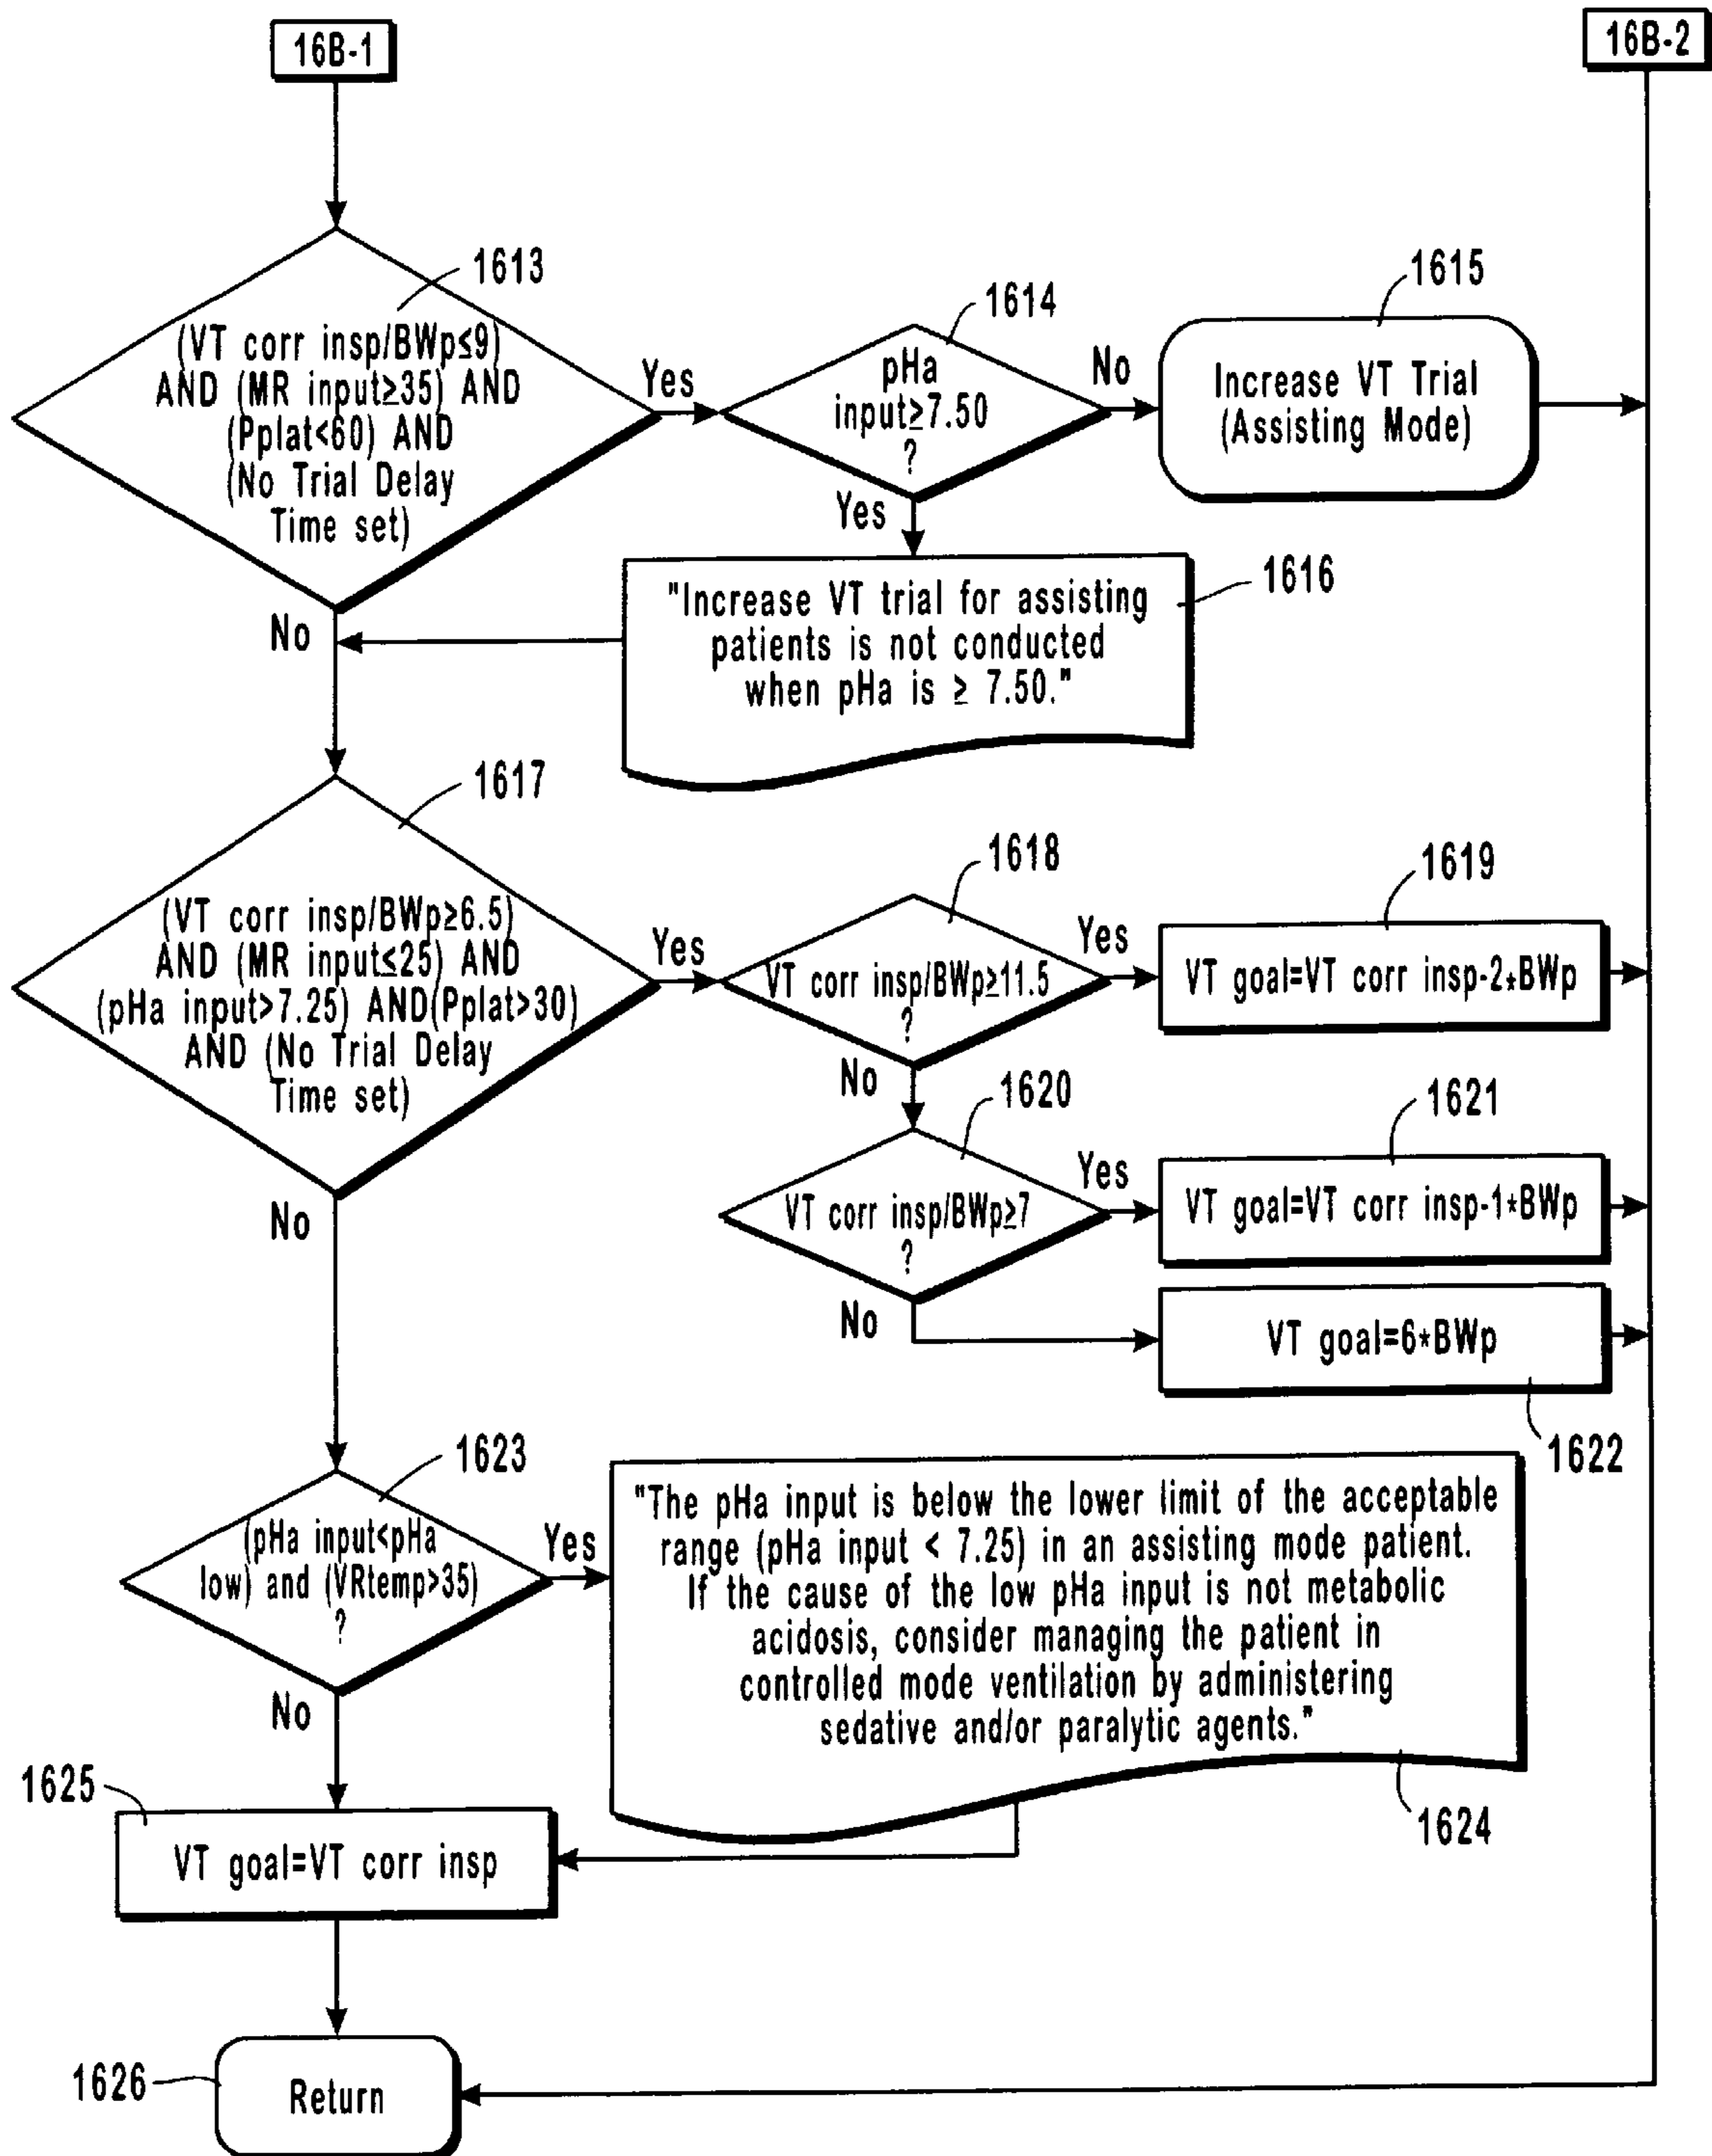 16B-1
16B-2
1613
(VT corr insp/BWp≤9)
AND (MR input≥35) AND
(Pplat<60) AND
(No Trial Delay
Time set)
Yes
No
1614
pHa
input≥7.50
?
No
Yes
1615
Increase VT Trial
(Assisting Mode)
1616
"Increase VT trial for assisting
patients is not conducted
when pHa is ≥ 7.50."
1617
(VT corr insp/BWp≥6.5)
AND (MR input≤25) AND
(pHa input>7.25) AND(Pplat>30)
AND (No Trial Delay
Time set)
Yes
No
1618
VT corr insp/BWp≥11.5
?
Yes
No
1619
VT goal=VT corr insp-2*BWp
1620
VT corr insp/BWp≥7
?
Yes
No
1621
VT goal=VT corr insp-1*BWp
VT goal=6*BWp
1622
1623
(pHa input<pHa
low) and (VRtemp>35)
?
Yes
No
"The pHa input is below the lower limit of the acceptable
range (pHa input < 7.25) in an assisting mode patient.
If the cause of the low pHa input is not metabolic
acidosis, consider managing the patient in
controlled mode ventilation by administering
sedative and/or paralytic agents."
1624
1625
VT goal=VT corr insp
1626
Return